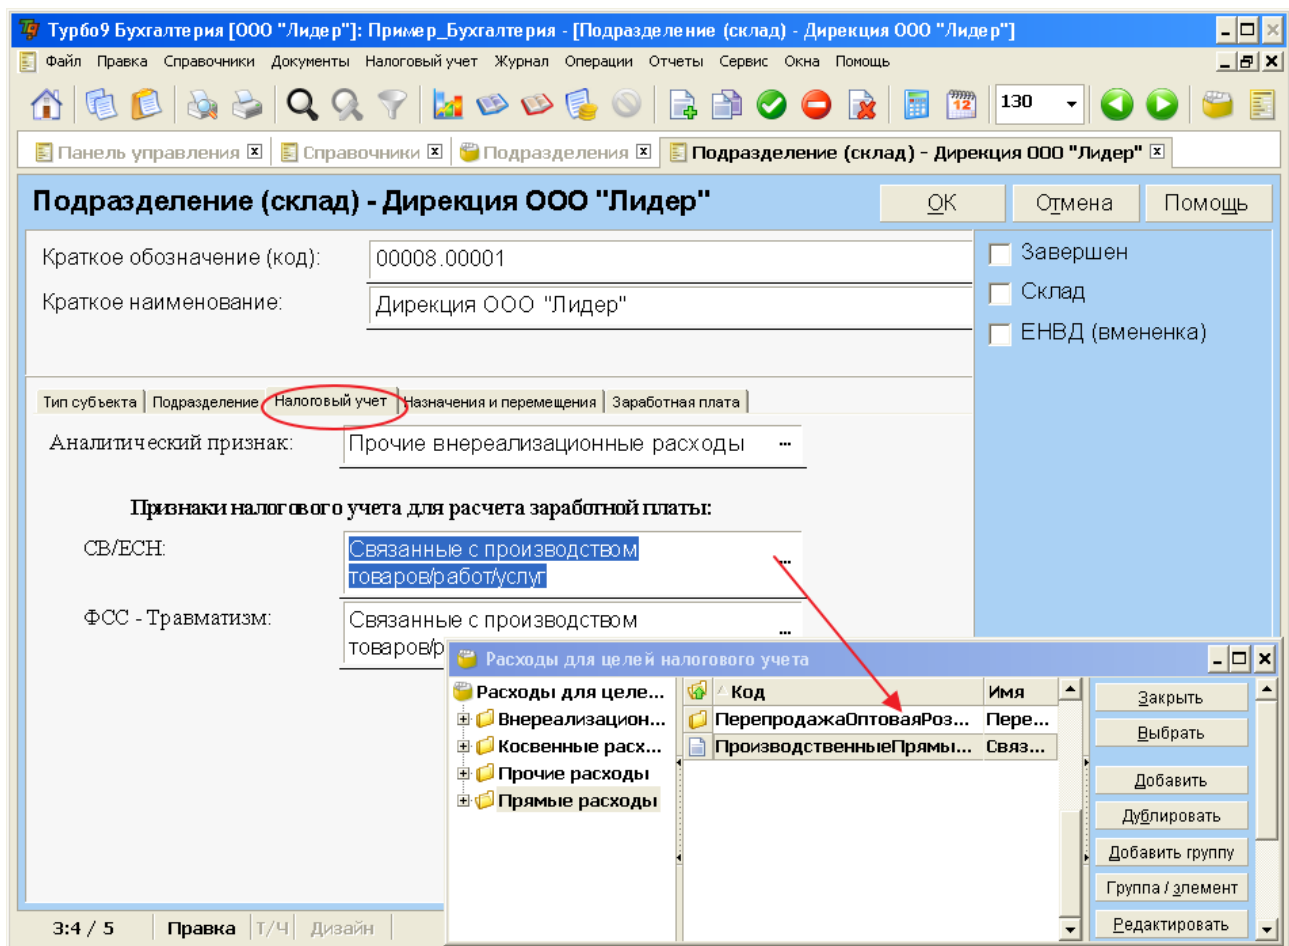 Турбо9 Бухгалтерия [ООО "Лидер"]: Пример_Бухгалтерия - [Подразделение (склад) - Дирекция ООО "Лидер"]
Файл Правка Справочники Документы Налоговый учет Журнал Операции Отчеты Сервис Окна Помощь
12 130
Панель управления Справочники Подразделения Подразделение (склад) - Дирекция ООО "Лидер"
Подразделение (склад) - Дирекция ООО "Лидер" ОК Отмена Помощь
Краткое обозначение (код): 00008.00001 Завершен
Краткое наименование: Дирекция ООО "Лидер" Склад
ЕНВД (вмененка)
Тип субъекта Подразделение Налоговый учет Назначения и перемещения Заработная плата
Аналитический признак: Прочие внереализационные расходы ...
Признаки налогового учета для расчета заработной платы:
СВ/ЕСН: Связанные с производством
товаров/работ/услуг ...
ФСС - Травматизм: Связанные с производством ...
товаров/р
Расходы для целей налогового учета
Расходы для целе... Код Имя Закрыть
Внереализацион... ПерепродажаОптоваяРоз... Пере... Выбрать
Косвенные расх... ПроизводственныеПрямы... Связ...
Прочие расходы Добавить
Прямые расходы Дублировать
Добавить группу
Группа / элемент
Редактировать
3:4 / 5 Правка Т/Ч Дизайн